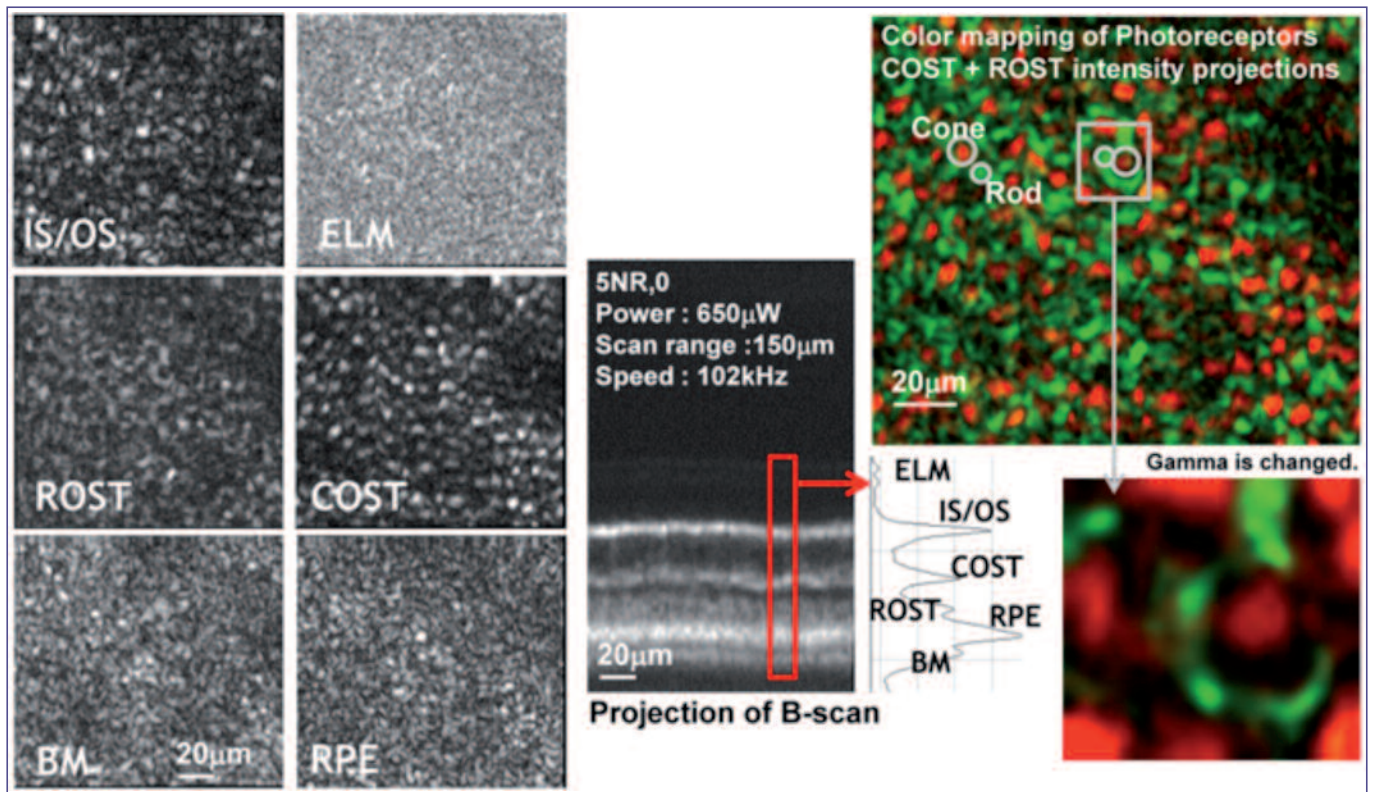 IS/OS
ELM
ROST
COST
BM
20μm
RPE
5NR,0
Power : 650μW
Scan range :150μm
Speed : 102kHz
20μm
Projection of B-scan
ELM
IS/OS
COST
ROST
RPE
BM
Color mapping of Photoreceptors
COST + ROST intensity projections
Cone
Rod
20μm
Gamma is changed.